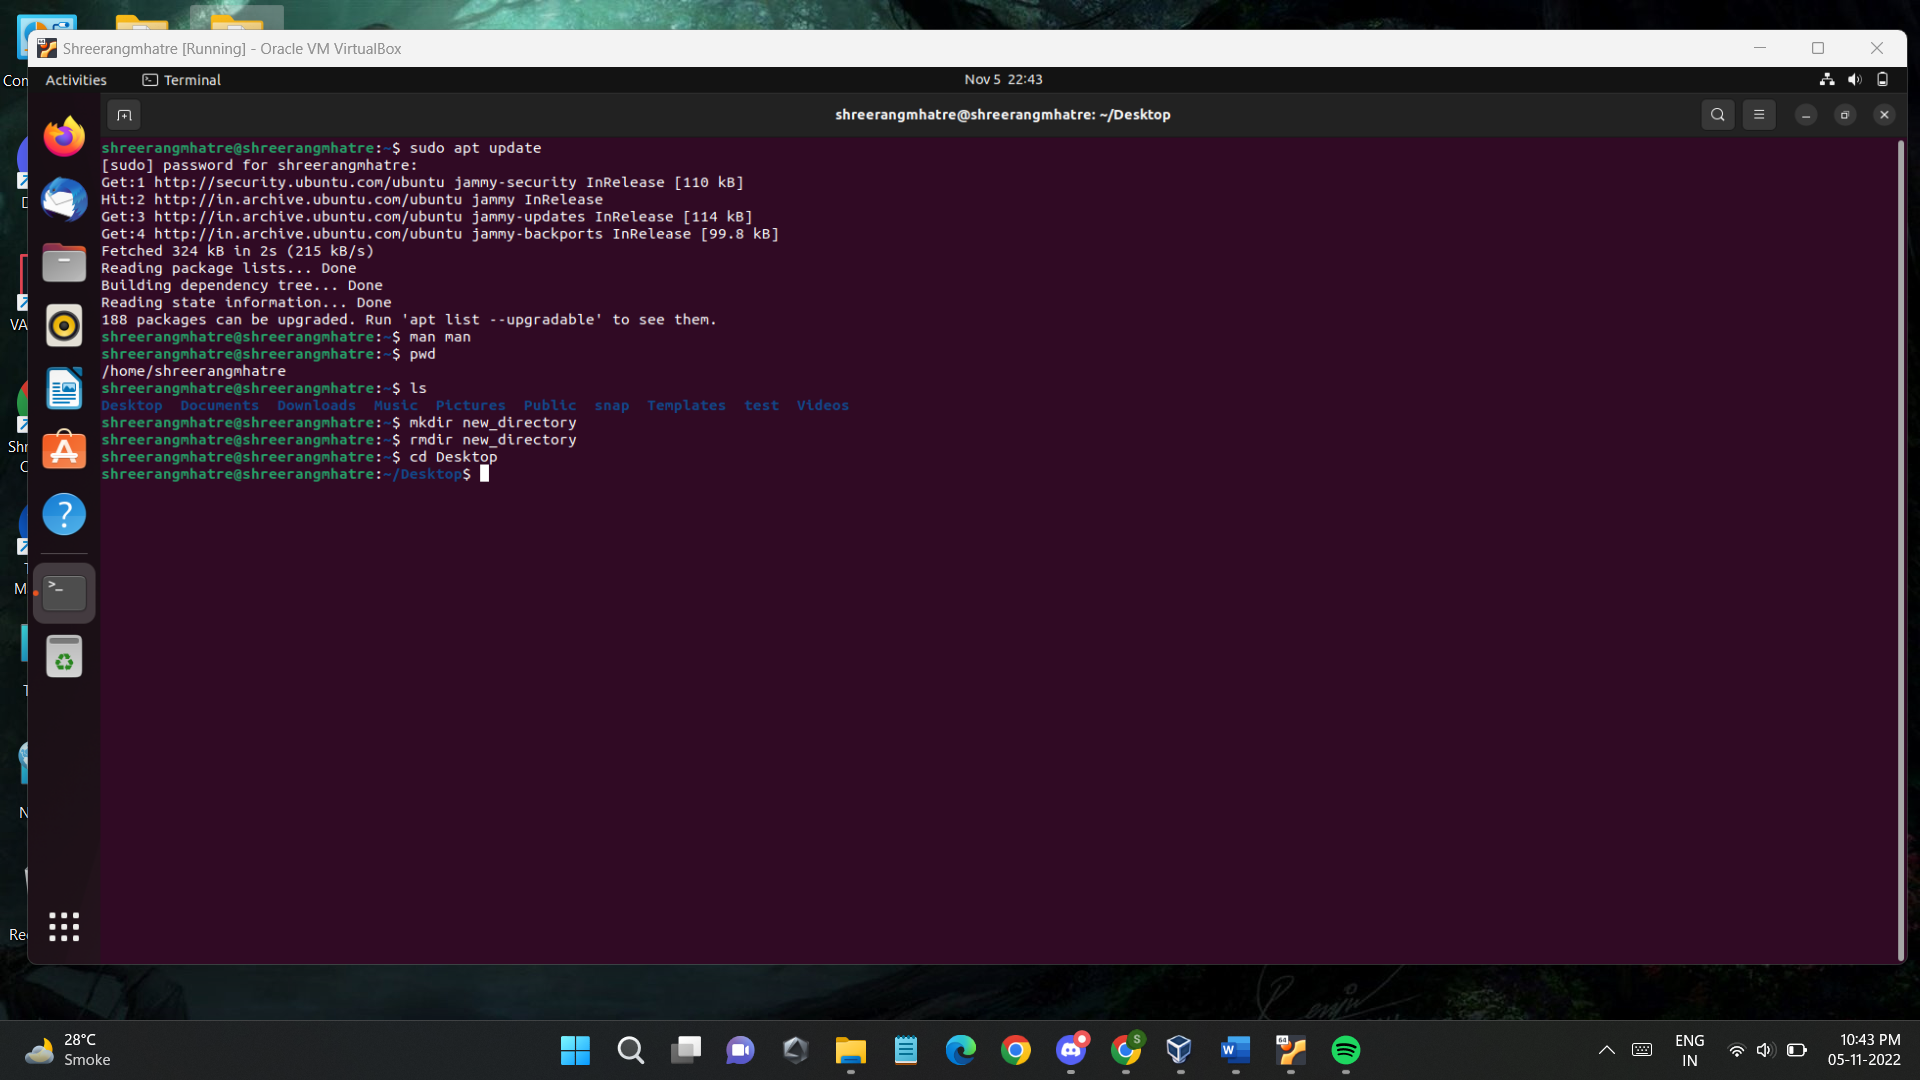 Shreerangmhatre [Running] - Oracle VM VirtualBox
Activities
Terminal
Nov 5 22:43
shreerangmhatre@shreerangmhatre: ~/Desktop
shreerangmhatre@shreerangmhatre:~$ sudo apt update
[sudo] password for shreerangmhatre:
Get:1 http://security.ubuntu.com/ubuntu jammy-security InRelease [110 kB]
Hit:2 http://in.archive.ubuntu.com/ubuntu jammy InRelease
Get:3 http://in.archive.ubuntu.com/ubuntu jammy-updates InRelease [114 kB]
Get:4 http://in.archive.ubuntu.com/ubuntu jammy-backports InRelease [99.8 kB]
Fetched 324 kB in 2s (215 kB/s)
Reading package lists... Done
Building dependency tree... Done
Reading state information... Done
188 packages can be upgraded. Run 'apt list --upgradable' to see them.
shreerangmhatre@shreerangmhatre:~$ man man
shreerangmhatre@shreerangmhatre:~$ pwd
/home/shreerangmhatre
shreerangmhatre@shreerangmhatre:~$ ls
Desktop  Documents  Downloads  Music  Pictures  Public  snap  Templates  test  Videos
shreerangmhatre@shreerangmhatre:~$ mkdir new_directory
shreerangmhatre@shreerangmhatre:~$ rmdir new_directory
shreerangmhatre@shreerangmhatre:~$ cd Desktop
shreerangmhatre@shreerangmhatre:~/Desktop$
Con
VA
Shr
C
M
N
Re
28°C
Smoke
S
64
ENG
IN
10:43 PM
05-11-2022